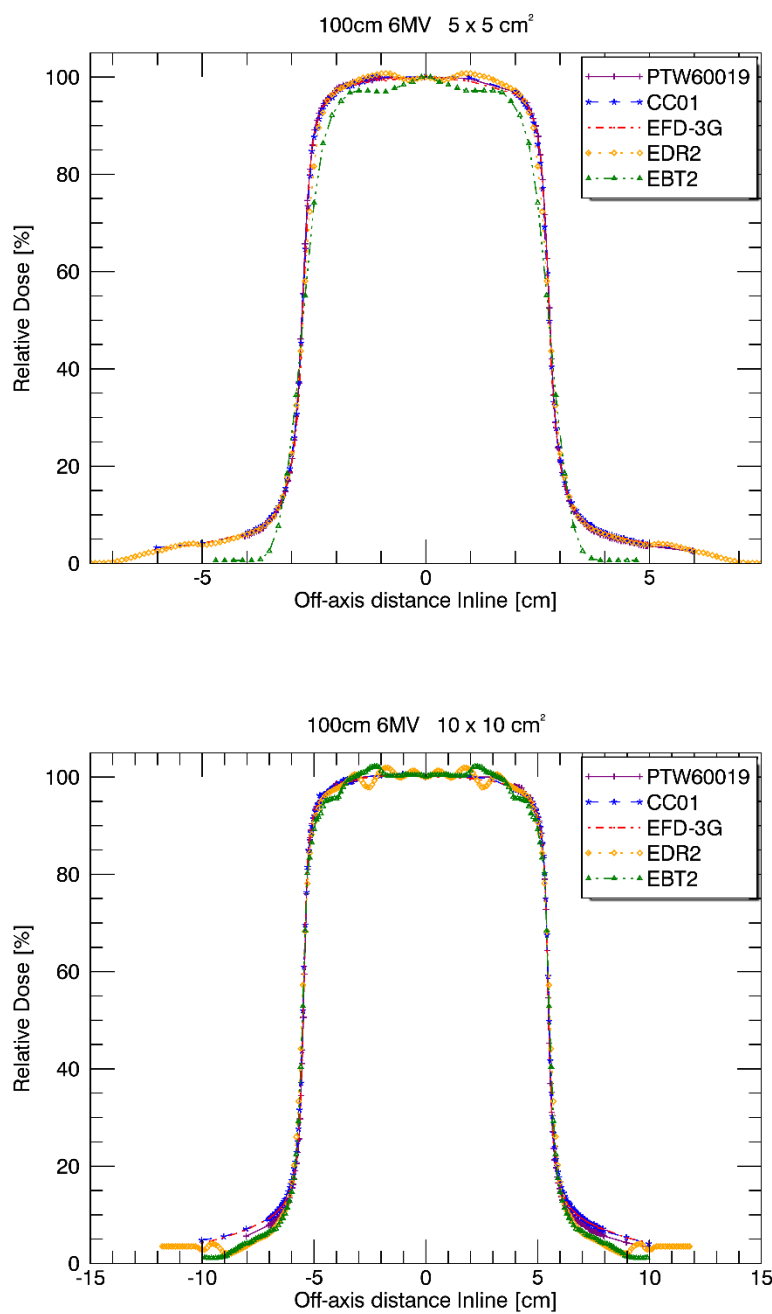 100cm 6MV 5 x 5 cm²
PTW60019
CC01
EFD-3G
EDR2
EBT2
Relative Dose [%]
100
80
60
40
20
0
-5 0 5
Off-axis distance Inline [cm]
100cm 6MV 10 x 10 cm²
PTW60019
CC01
EFD-3G
EDR2
EBT2
Relative Dose [%]
100
80
60
40
20
0
-15 -10 -5 0 5 10 15
Off-axis distance Inline [cm]